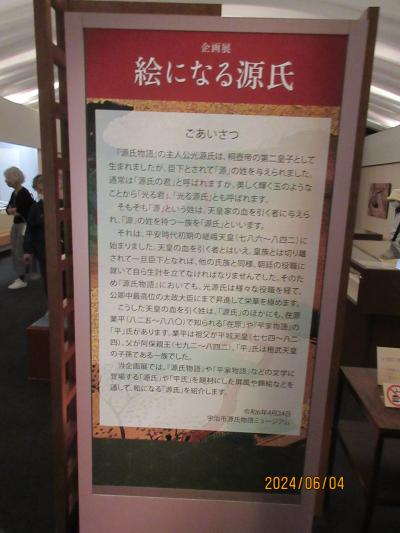 企画展
絵になる源氏
ごあいさつ
『源氏物語』の主人公光源氏は、桐壺帝の第二皇子として
生まれましたが、臣下とされて「源」の姓を与えられました。
通常は「源氏の君」と呼ばれますが、美しく輝く玉のような
ことから「光る君」、「光る源氏」とも呼ばれます。
そもそも「源」という姓は、天皇家の血を引く者に与えら
れ、「源」の姓を持つ一族を「源氏」といいます。
それは、平安時代初期の嵯峨天皇（七八六～八四二）に
始まりました。天皇の血を引く者とはいえ、皇族とは切り離
されて一旦臣下となれば、他の氏族と同様、朝廷の役職に
就いて自ら生計を立てなければなりませんでした。そのた
め『源氏物語』においても、光源氏は様々な役職を経て、
公卿中最高位の太政大臣にまで昇進して栄華を極めます。
こうした天皇の血を引く姓は、「源」のほかにも、在原
業平（八二五～八八〇）で知られる「在原」や『平家物語』の
「平」氏があります。業平は祖父が平城天皇（七七四～八二
四）、父が阿保親王（七九二～八四二）、「平」氏は桓武天皇
の子孫である一族でした。
当企画展では、『源氏物語』や『平家物語』などの文学に
登場する「源氏」や「平氏」を題材にした屏風や錦絵などを
通して、絵になる「源氏」を紹介します。
令和6年4月24日
宇治市源氏物語ミュージアム
2024/06/04